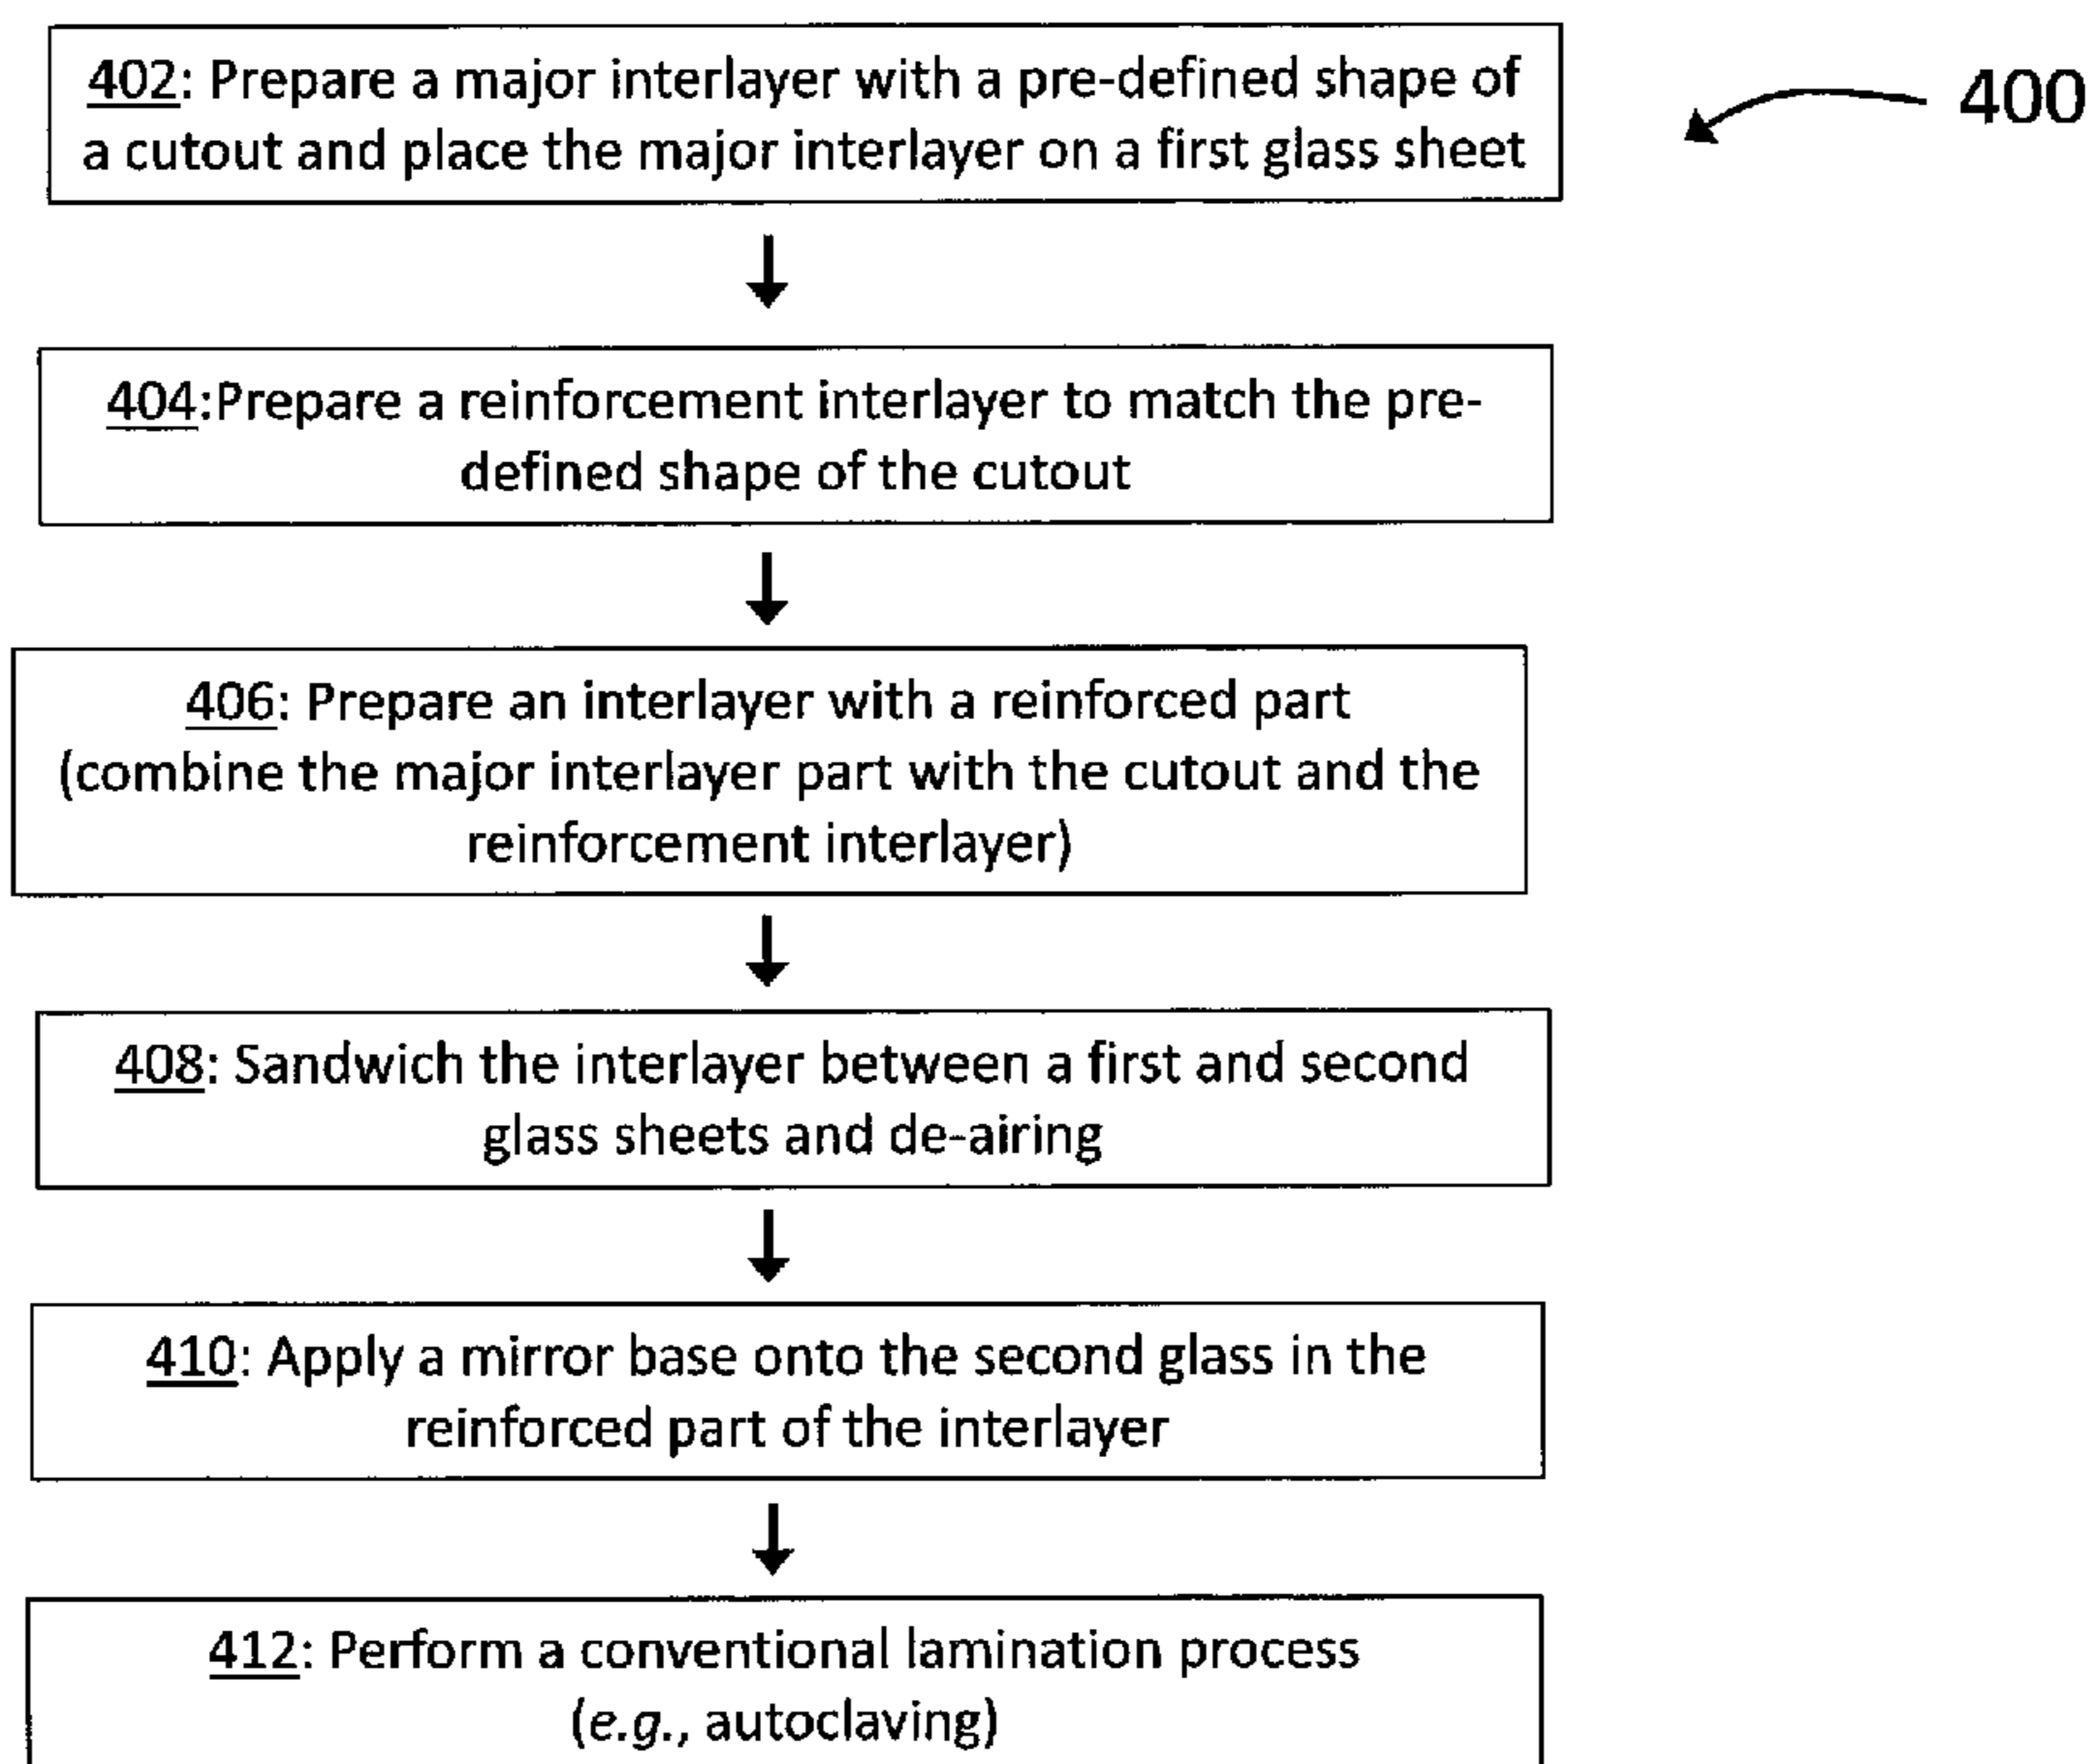 402: Prepare a major interlayer with a pre-defined shape of
a cutout and place the major interlayer on a first glass sheet
400
404:Prepare a reinforcement interlayer to match the pre-
defined shape of the cutout
406: Prepare an interlayer with a reinforced part
(combine the major interlayer part with the cutout and the
reinforcement interlayer)
408: Sandwich the interlayer between a first and second
glass sheets and de-airing
410: Apply a mirror base onto the second glass in the
reinforced part of the interlayer
412: Perform a conventional lamination process
(e.g., autoclaving)